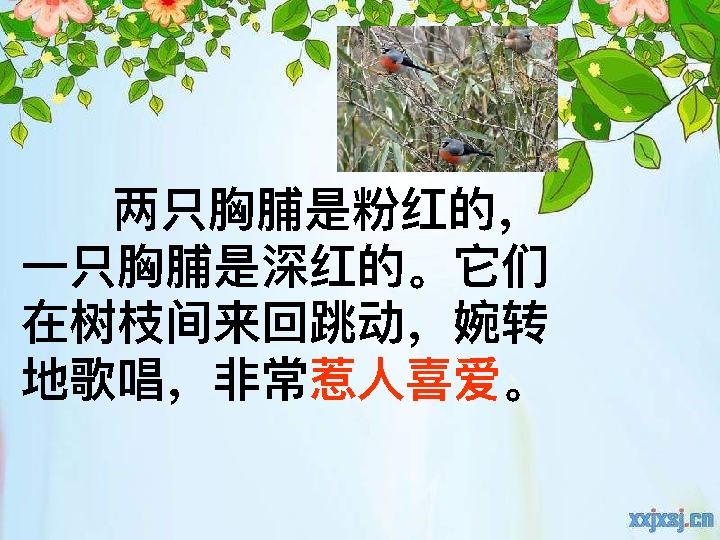 两只胸脯是粉红的，
一只胸脯是深红的。它们
在树枝间来回跳动，婉转
地歌唱，非常惹人喜爱。
xxjxsj.cn